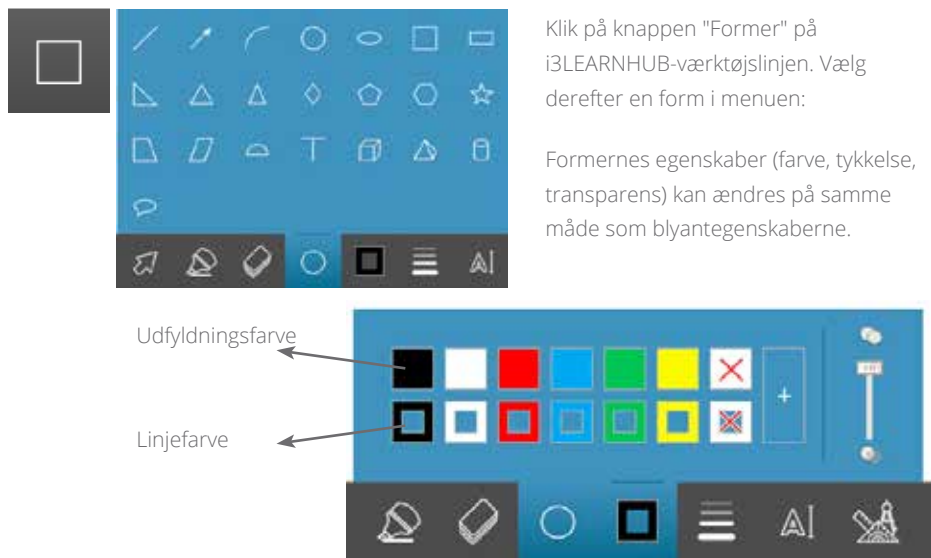 Klik på knappen "Former" på
i3LEARNHUB-værktøjslinjen. Vælg
derefter en form i menuen:
Formernes egenskaber (farve, tykkelse,
transparens) kan ændres på samme
måde som blyantegenskaberne.
Udfyldningsfarve
Linjefarve